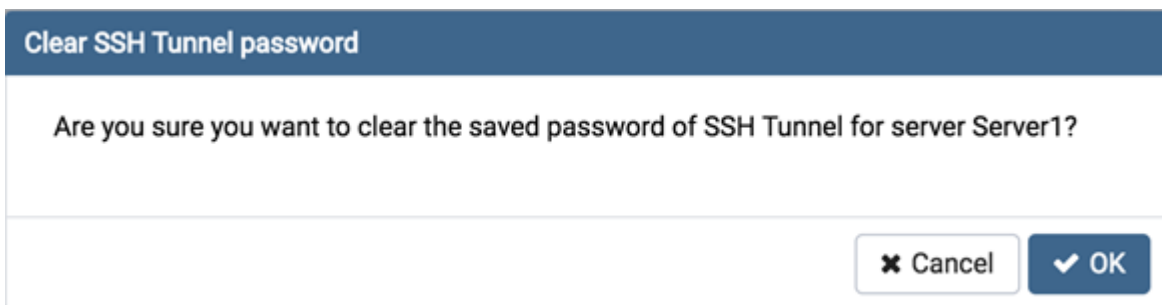 Clear SSH Tunnel password
Are you sure you want to clear the saved password of SSH Tunnel for server Server1?
Cancel
OK